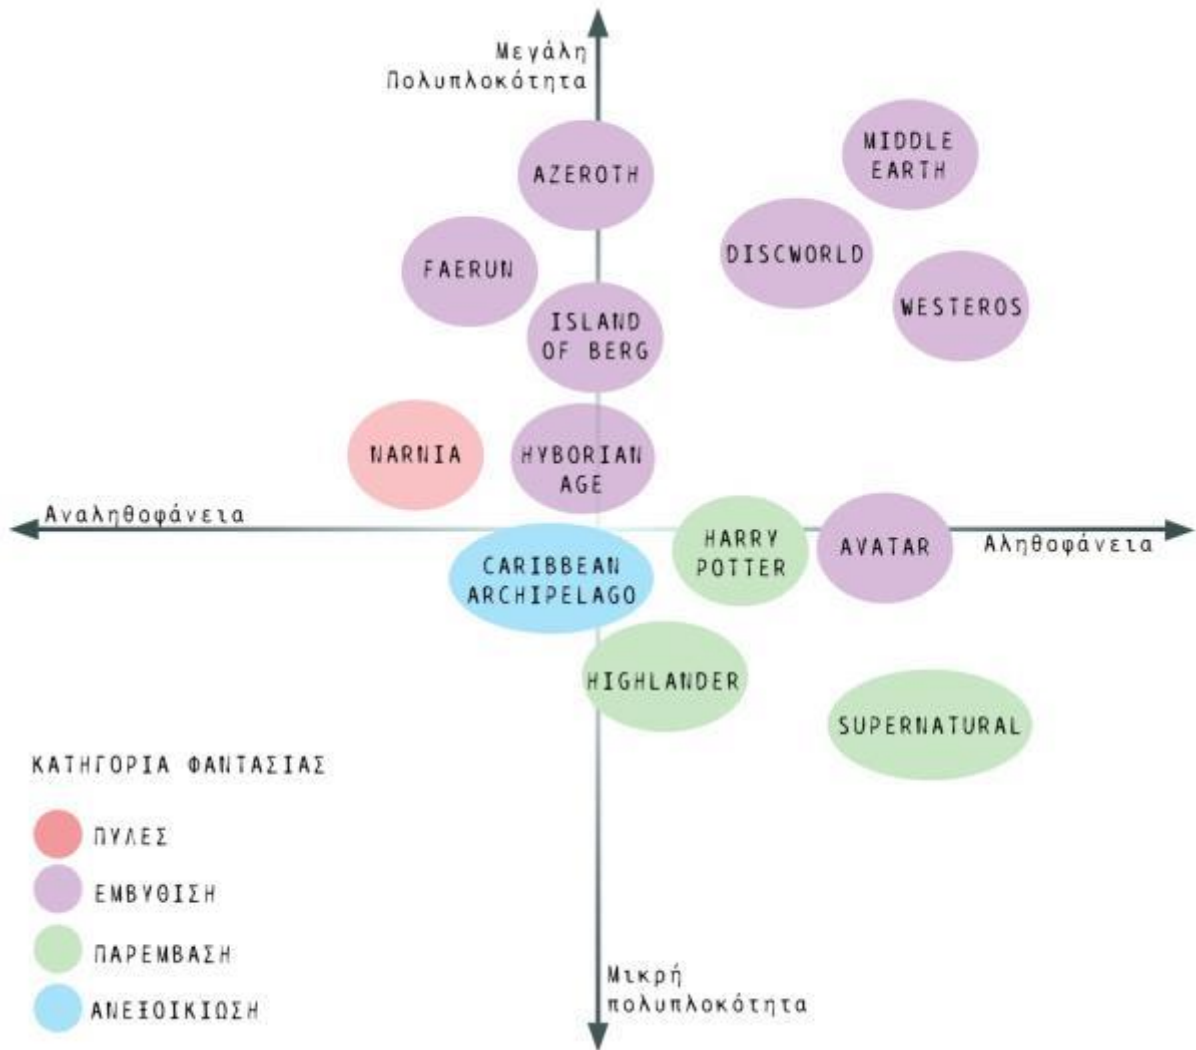 Μεγάλη
Πολυπλοκότητα
MIDDLE
EARTH
AZEROTH
DISCWORLD
FAERUN
WESTEROS
ISLAND
OF BERG
NARNIA
HYBORIAN
AGE
Αναληθοφάνεια
HARRY
POTTER
AVATAR
Αληθοφάνεια
CARIBBEAN
ARCHIPELAGO
HIGHLANDER
SUPERNATURAL
ΚΑΤΗΓΟΡΙΑ ΦΑΝΤΑΣΙΑΣ
ΠΥΛΕΣ
ΕΜΒΥΘΙΣΗ
ΠΑΡΕΜΒΑΣΗ
ΑΝΕΞΟΙΚΙΩΣΗ
Μικρή
πολυπλοκότητα